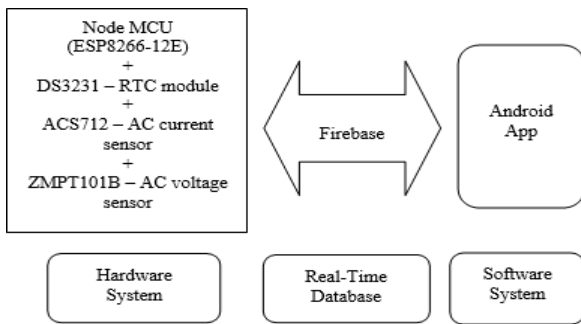 Node MCU
(ESP8266-12E)
+
DS3231 – RTC module
+
ACS712 – AC current
sensor
+
ZMPT101B – AC voltage
sensor
Firebase
Android
App
Hardware
System
Real-Time
Database
Software
System